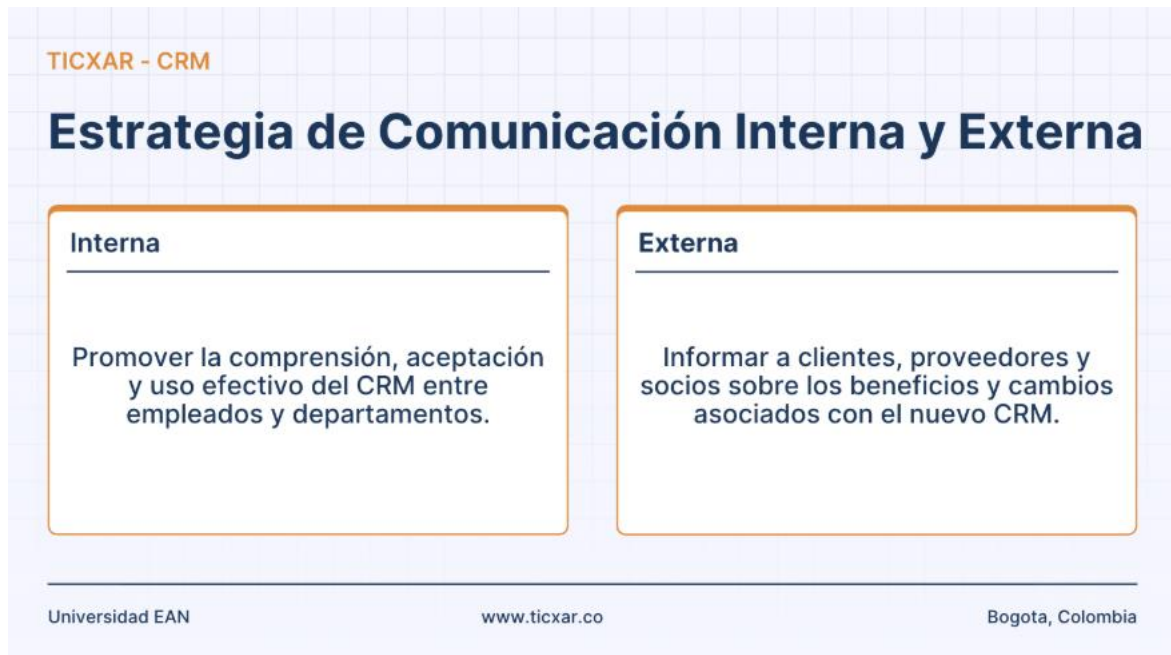 TICXAR - CRM
Estrategia de Comunicación Interna y Externa
Interna
Promover la comprensión, aceptación
y uso efectivo del CRM entre
empleados y departamentos.
Externa
Informar a clientes, proveedores y
socios sobre los beneficios y cambios
asociados con el nuevo CRM.
Universidad EAN
www.ticxar.co
Bogota, Colombia